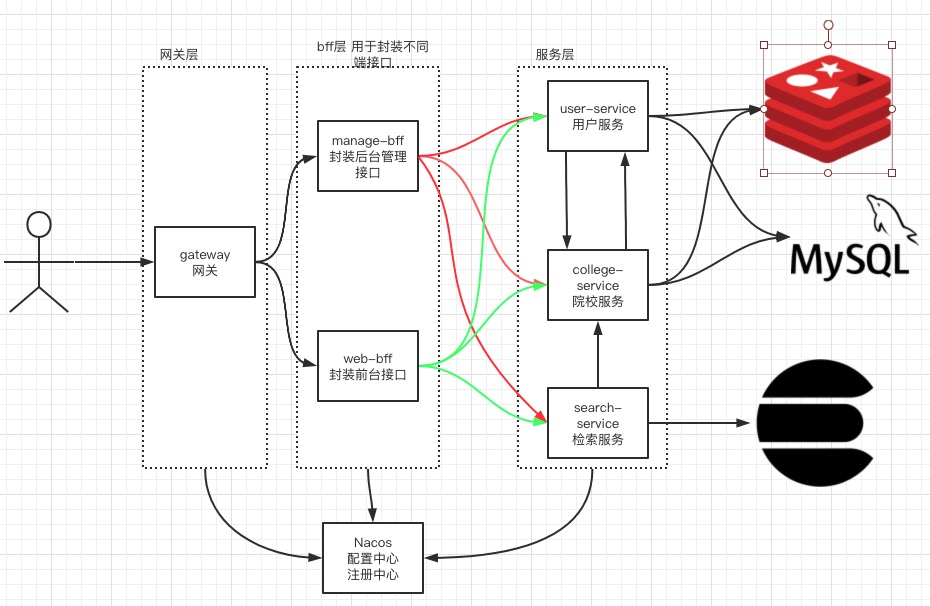 网关层
bff层 用于封装不同
端接口
服务层
manage-bff
封装后台管理
接口
user-service
用户服务
gateway
网关
MySQL
college-
service
院校服务
web-bff
封装前台接口
search-
service
检索服务
Nacos
配置中心
注册中心